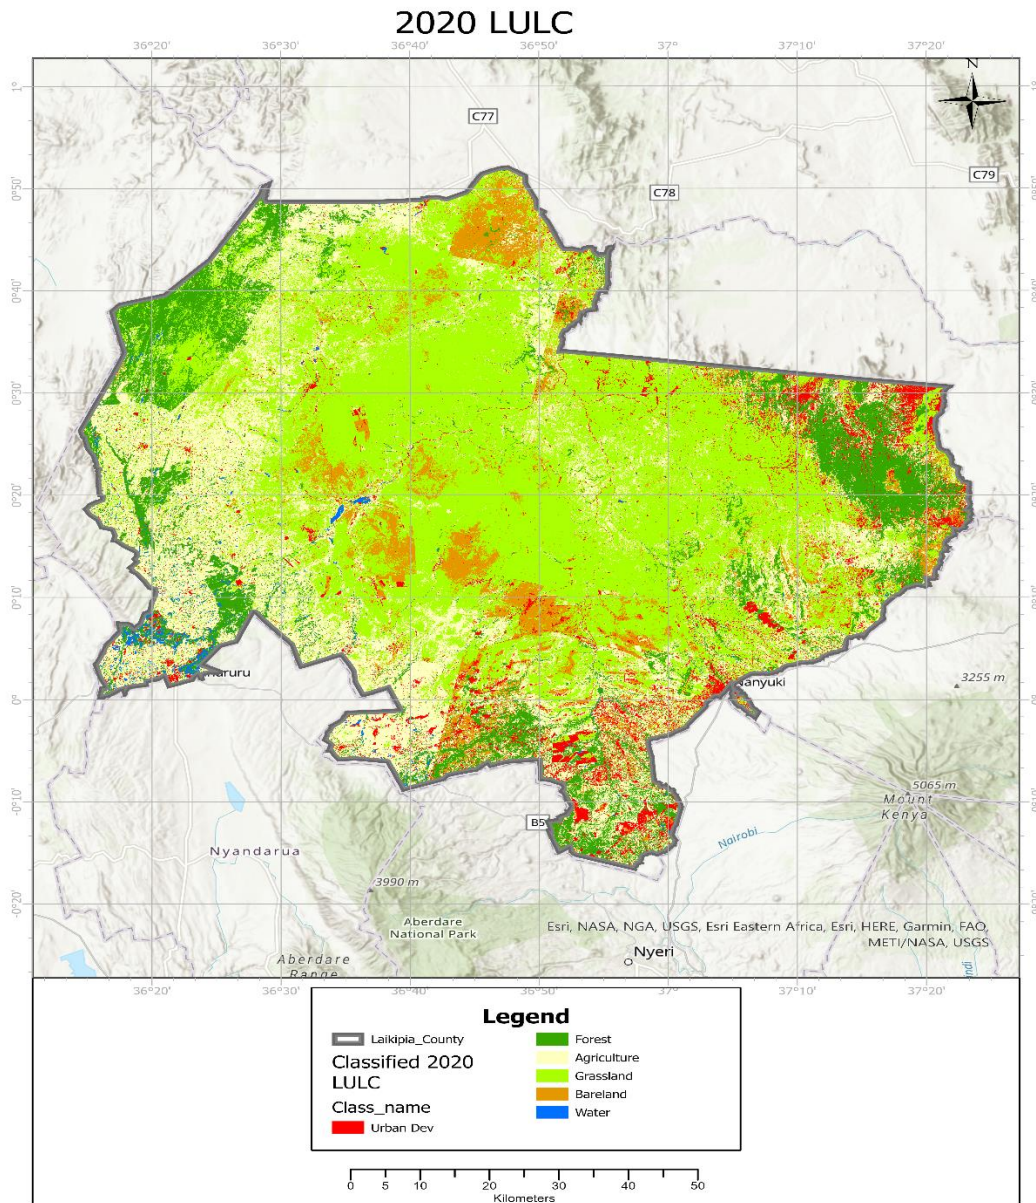 2020 LULC
36°20' 36°30' 36°40' 36°50' 37° 37°10' 37°20'
N
1°
C77
C79
0°50'
C78
0°40' 0°40'
0°30'
0°20'
0°10'
maruru
Nanyuki
3255 m
0° 0°
5065 m
Mount
Kenya
-0°10'
B5
Nairobi
Nyandarua
3990 m
-0°20'
Aberdare
National Park
Esri, NASA, NGA, USGS, Esri Eastern Africa, Esri, HERE, Garmin, FAO,
METI/NASA, USGS
Nyeri
Aberdare
Range
36°20' 36°30' 36°40' 36°50' 37° 37°10' 37°20'
Legend
Laikipia_County
Classified 2020
LULC
Class_name
Urban Dev
Forest
Agriculture
Grassland
Bareland
Water
0 5 10 20 30 40 50
Kilometers